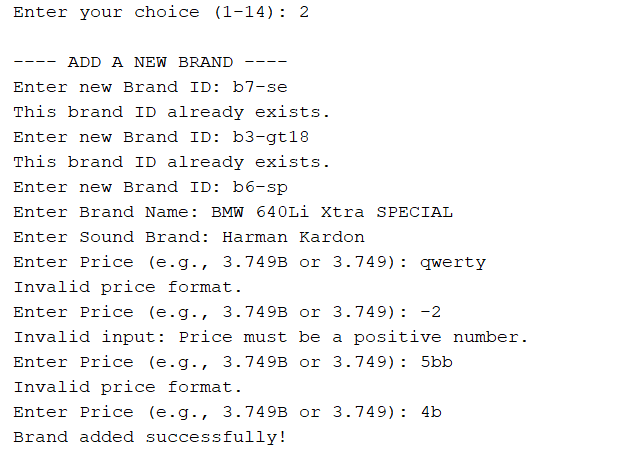 Enter your choice (1-14): 2
---- ADD A NEW BRAND ----
Enter new Brand ID: b7-se
This brand ID already exists.
Enter new Brand ID: b3-gt18
This brand ID already exists.
Enter new Brand ID: b6-sp
Enter Brand Name: BMW 640Li Xtra SPECIAL
Enter Sound Brand: Harman Kardon
Enter Price (e.g., 3.749B or 3.749): qwerty
Invalid price format.
Enter Price (e.g., 3.749B or 3.749): -2
Invalid input: Price must be a positive number.
Enter Price (e.g., 3.749B or 3.749): 5bb
Invalid price format.
Enter Price (e.g., 3.749B or 3.749): 4b
Brand added successfully!